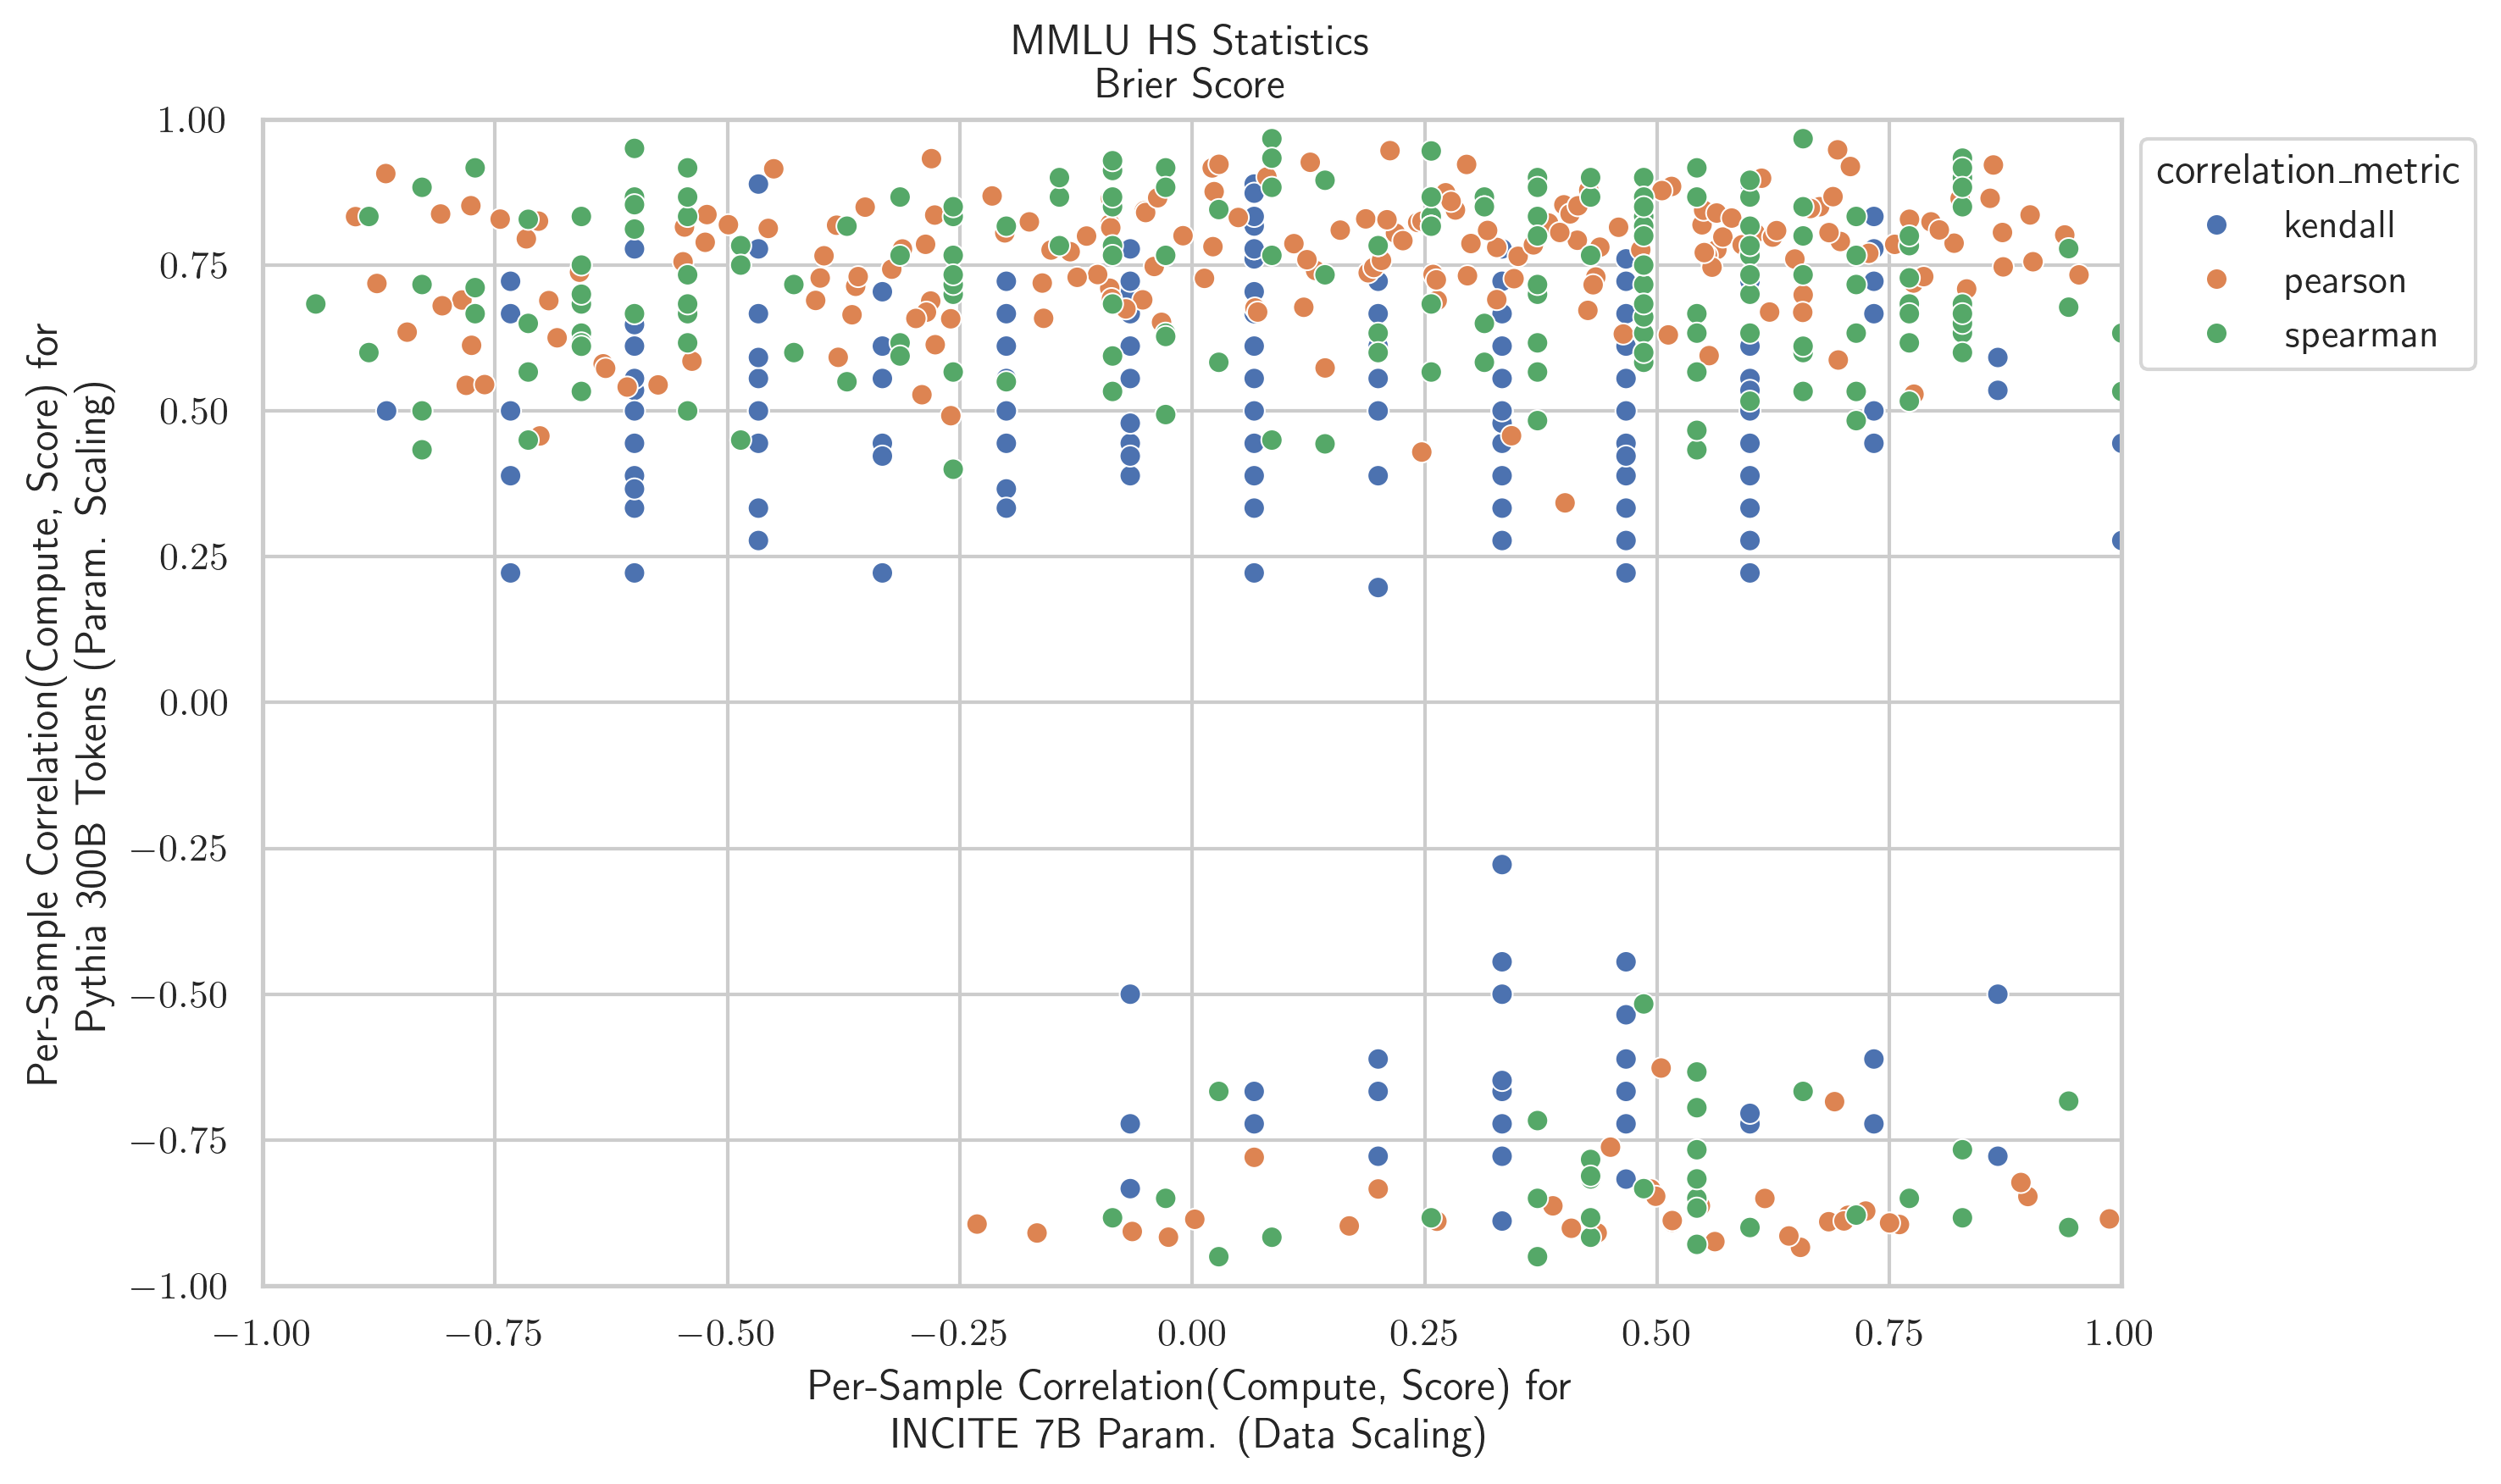 MMLU HS Statistics
Brier Score
1.00
0.75
0.50
0.25
0.00
−0.25
−0.50
−0.75
−1.00
Per-Sample Correlation(Compute, Score) for
Pythia 300B Tokens (Param. Scaling)
−1.00 −0.75 −0.50 −0.25 0.00 0.25 0.50 0.75 1.00
Per-Sample Correlation(Compute, Score) for
INCITE 7B Param. (Data Scaling)
correlation_metric
kendall
pearson
spearman